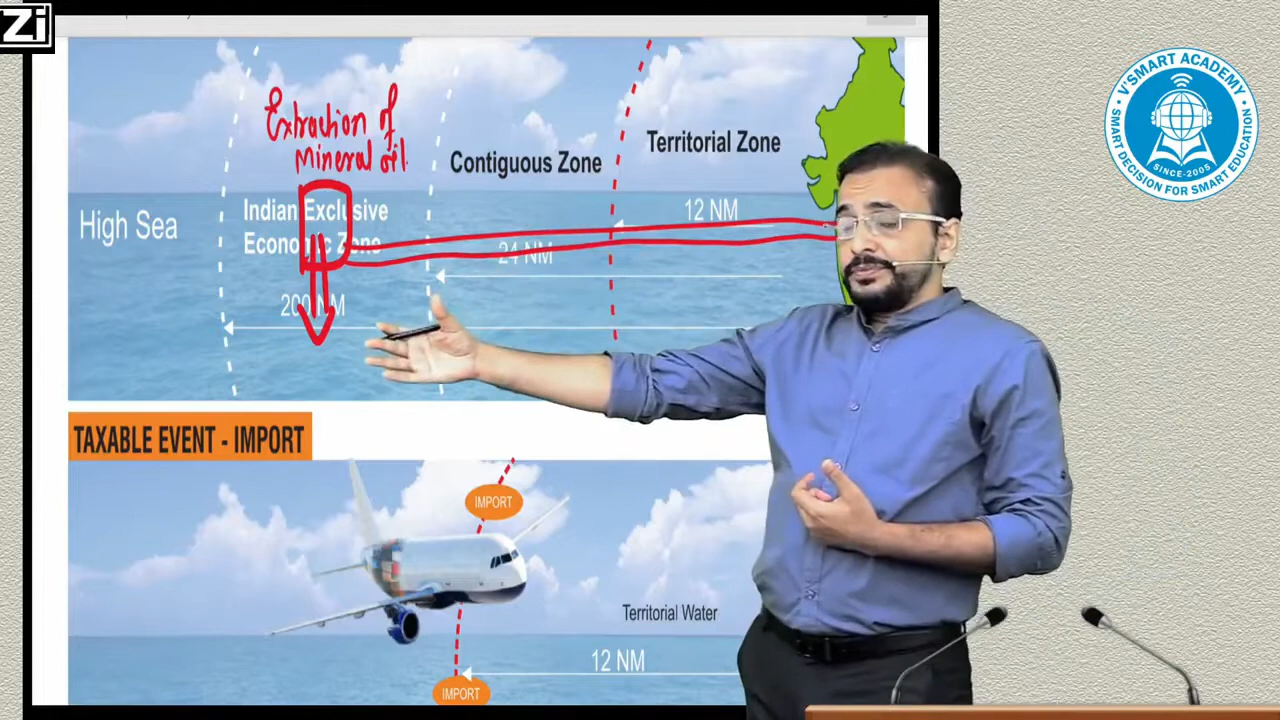 Zi
V'SMART ACADEMY
SINCE-2005
SMART DECISION FOR SMART EDUCATION
Extraction of
Mineral oil
Territorial Zone
Contiguous Zone
High Sea
Indian Exclusive
Economic Zone
12 NM
24 NM
200 NM
TAXABLE EVENT - IMPORT
IMPORT
Territorial Water
12 NM
IMPORT